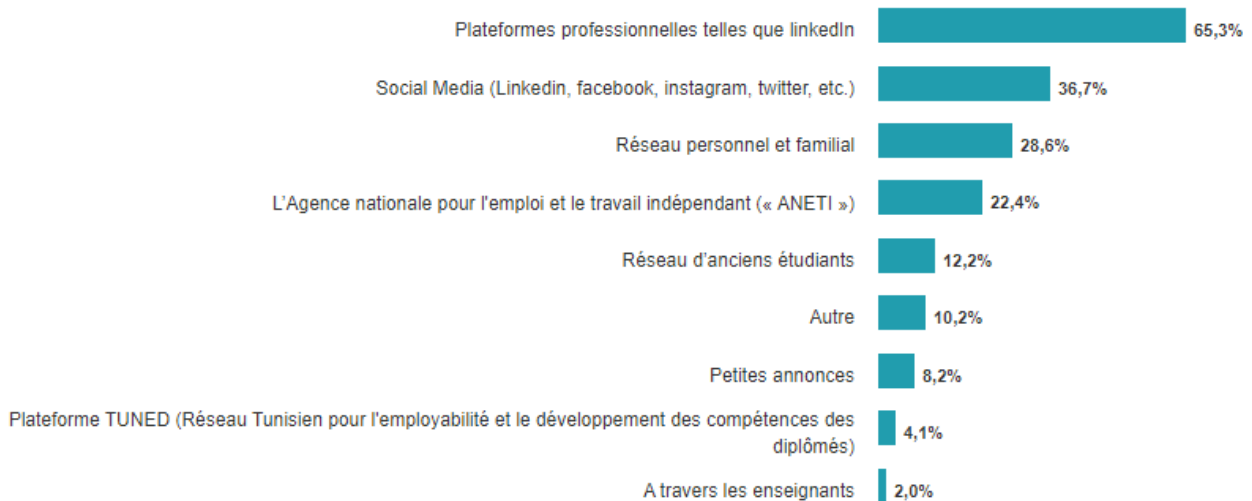 Plateformes professionnelles telles que linkedIn 65,3%
Social Media (Linkedin, facebook, instagram, twitter, etc.) 36,7%
Réseau personnel et familial 28,6%
L'Agence nationale pour l'emploi et le travail indépendant (« ANETI ») 22,4%
Réseau d'anciens étudiants 12,2%
Autre 10,2%
Petites annonces 8,2%
Plateforme TUNED (Réseau Tunisien pour l'employabilité et le développement des compétences des
diplômés) 4,1%
A travers les enseignants 2,0%